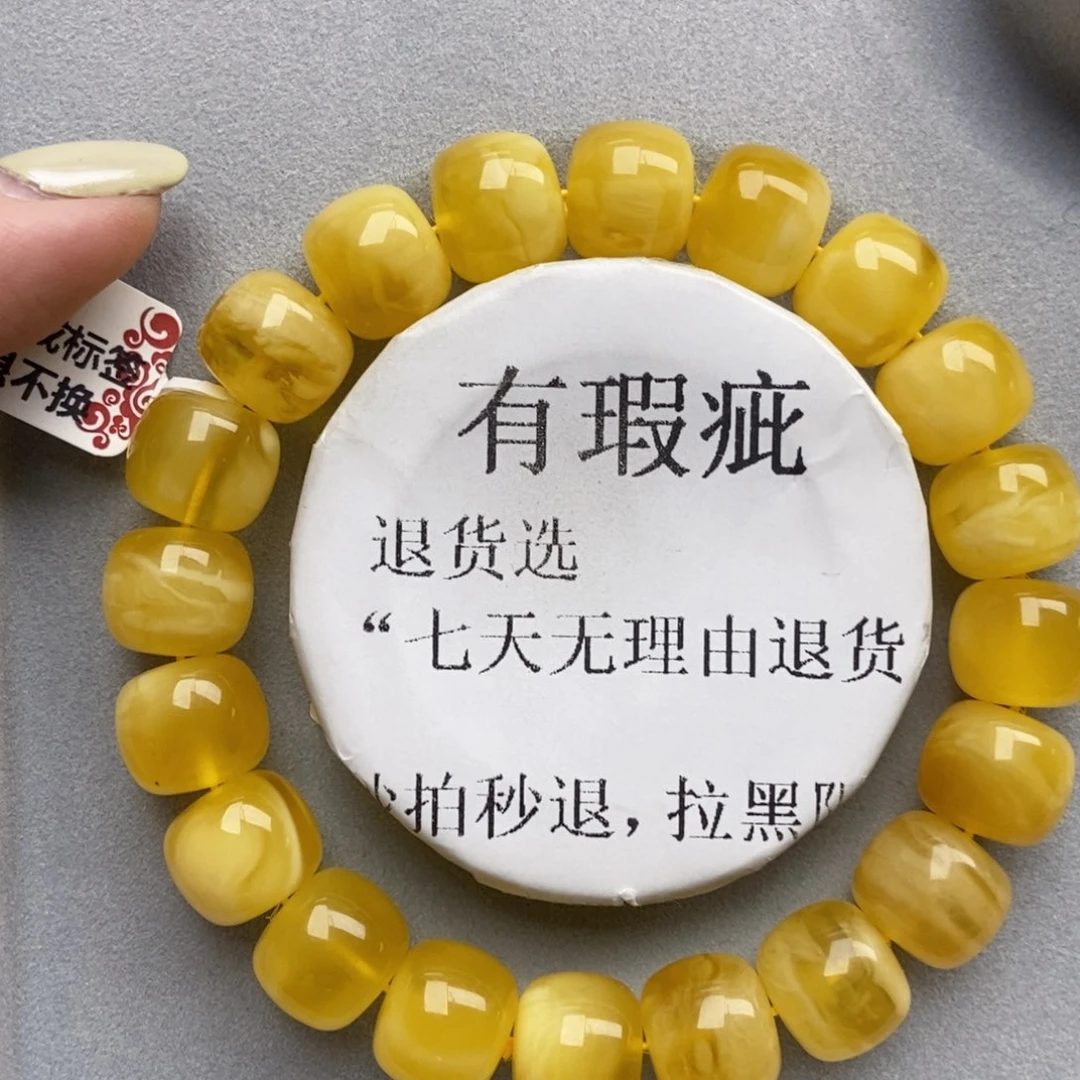 有瑕疵
退货选
“七天无理由退货”
拍秒退，拉黑
标签
不换